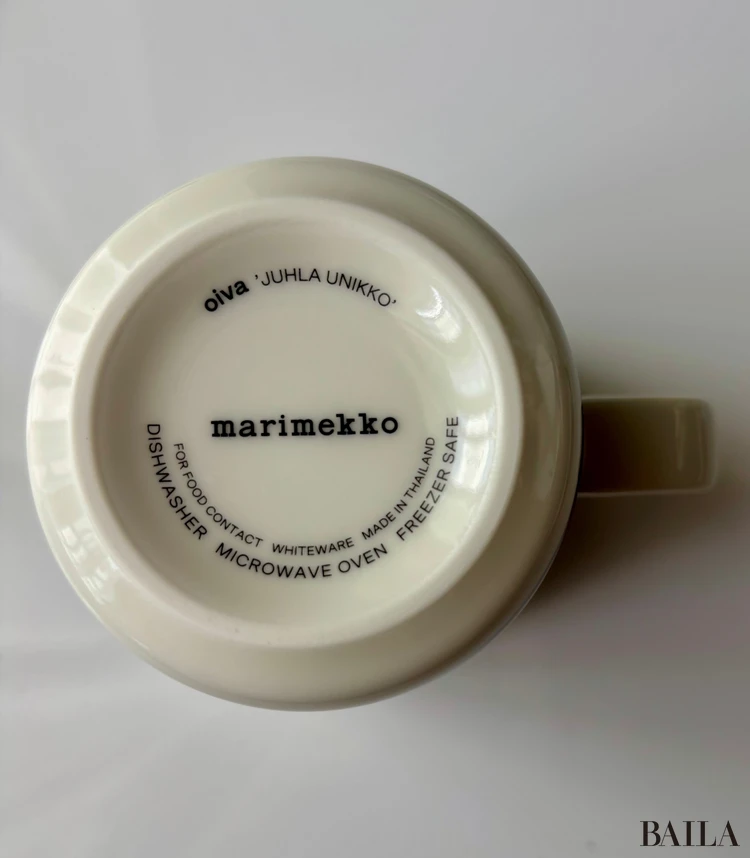 oiva 'JUHLA UNIKKO'
marimekko
FOR FOOD CONTACT WHITEWARE MADE IN THAILAND
DISHWASHER MICROWAVE OVEN FREEZER SAFE
BAILA